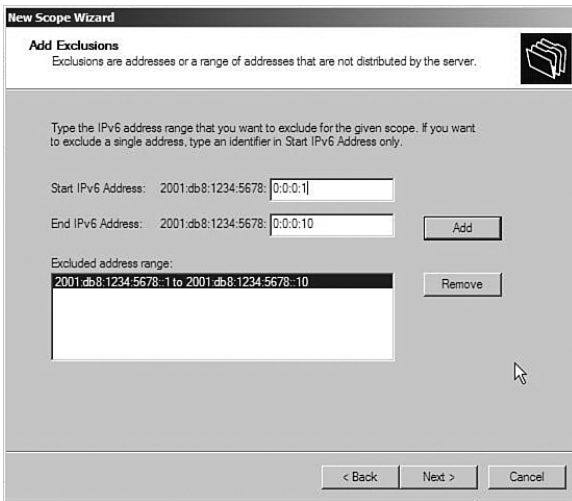 New Scope Wizard
Add Exclusions
Exclusions are addresses or a range of addresses that are not distributed by the server.
Type the IPv6 address range that you want to exclude for the given scope. If you want
to exclude a single address, type an identifier in Start IPv6 Address only.
Start IPv6 Address: 2001:db8:1234:5678: 0:0:0:1
End IPv6 Address: 2001:db8:1234:5678: 0:0:0:10
Add
Excluded address range:
2001:db8:1234:5678::1 to 2001:db8:1234:5678::10
Remove
< Back Next > Cancel